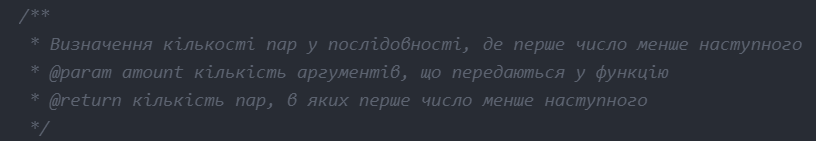 /**
* Визначення кількості пар у послідовності, де перше число менше наступного
* @param amount кількість аргументів, що передаються у функцію
* @return кількість пар, в яких перше число менше наступного
*/